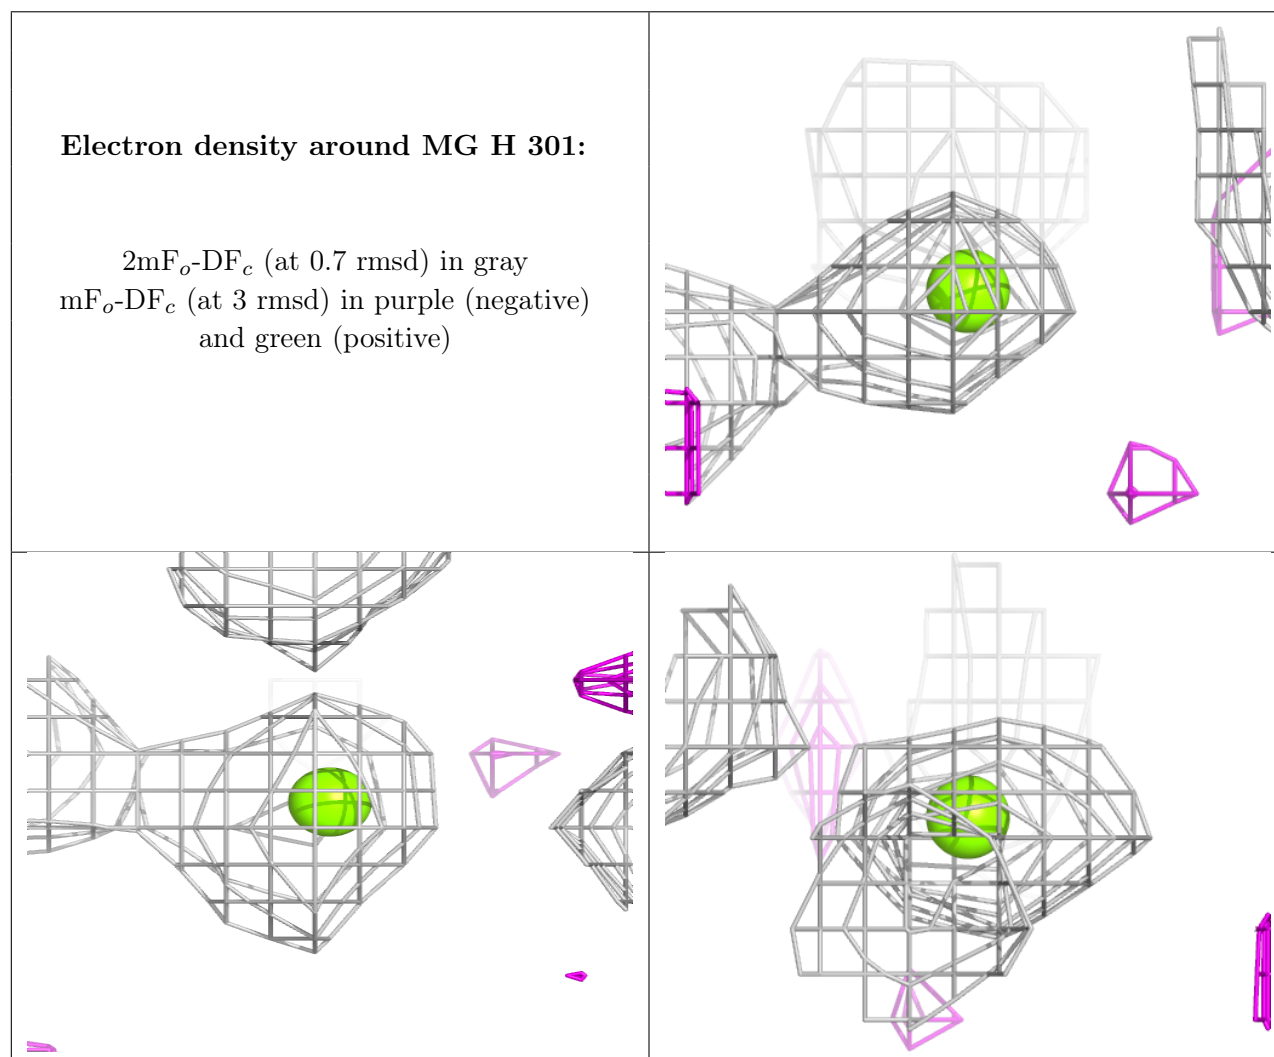 Electron density around MG H 301:
2mFo-DFc (at 0.7 rmsd) in gray
mFo-DFc (at 3 rmsd) in purple (negative)
and green (positive)